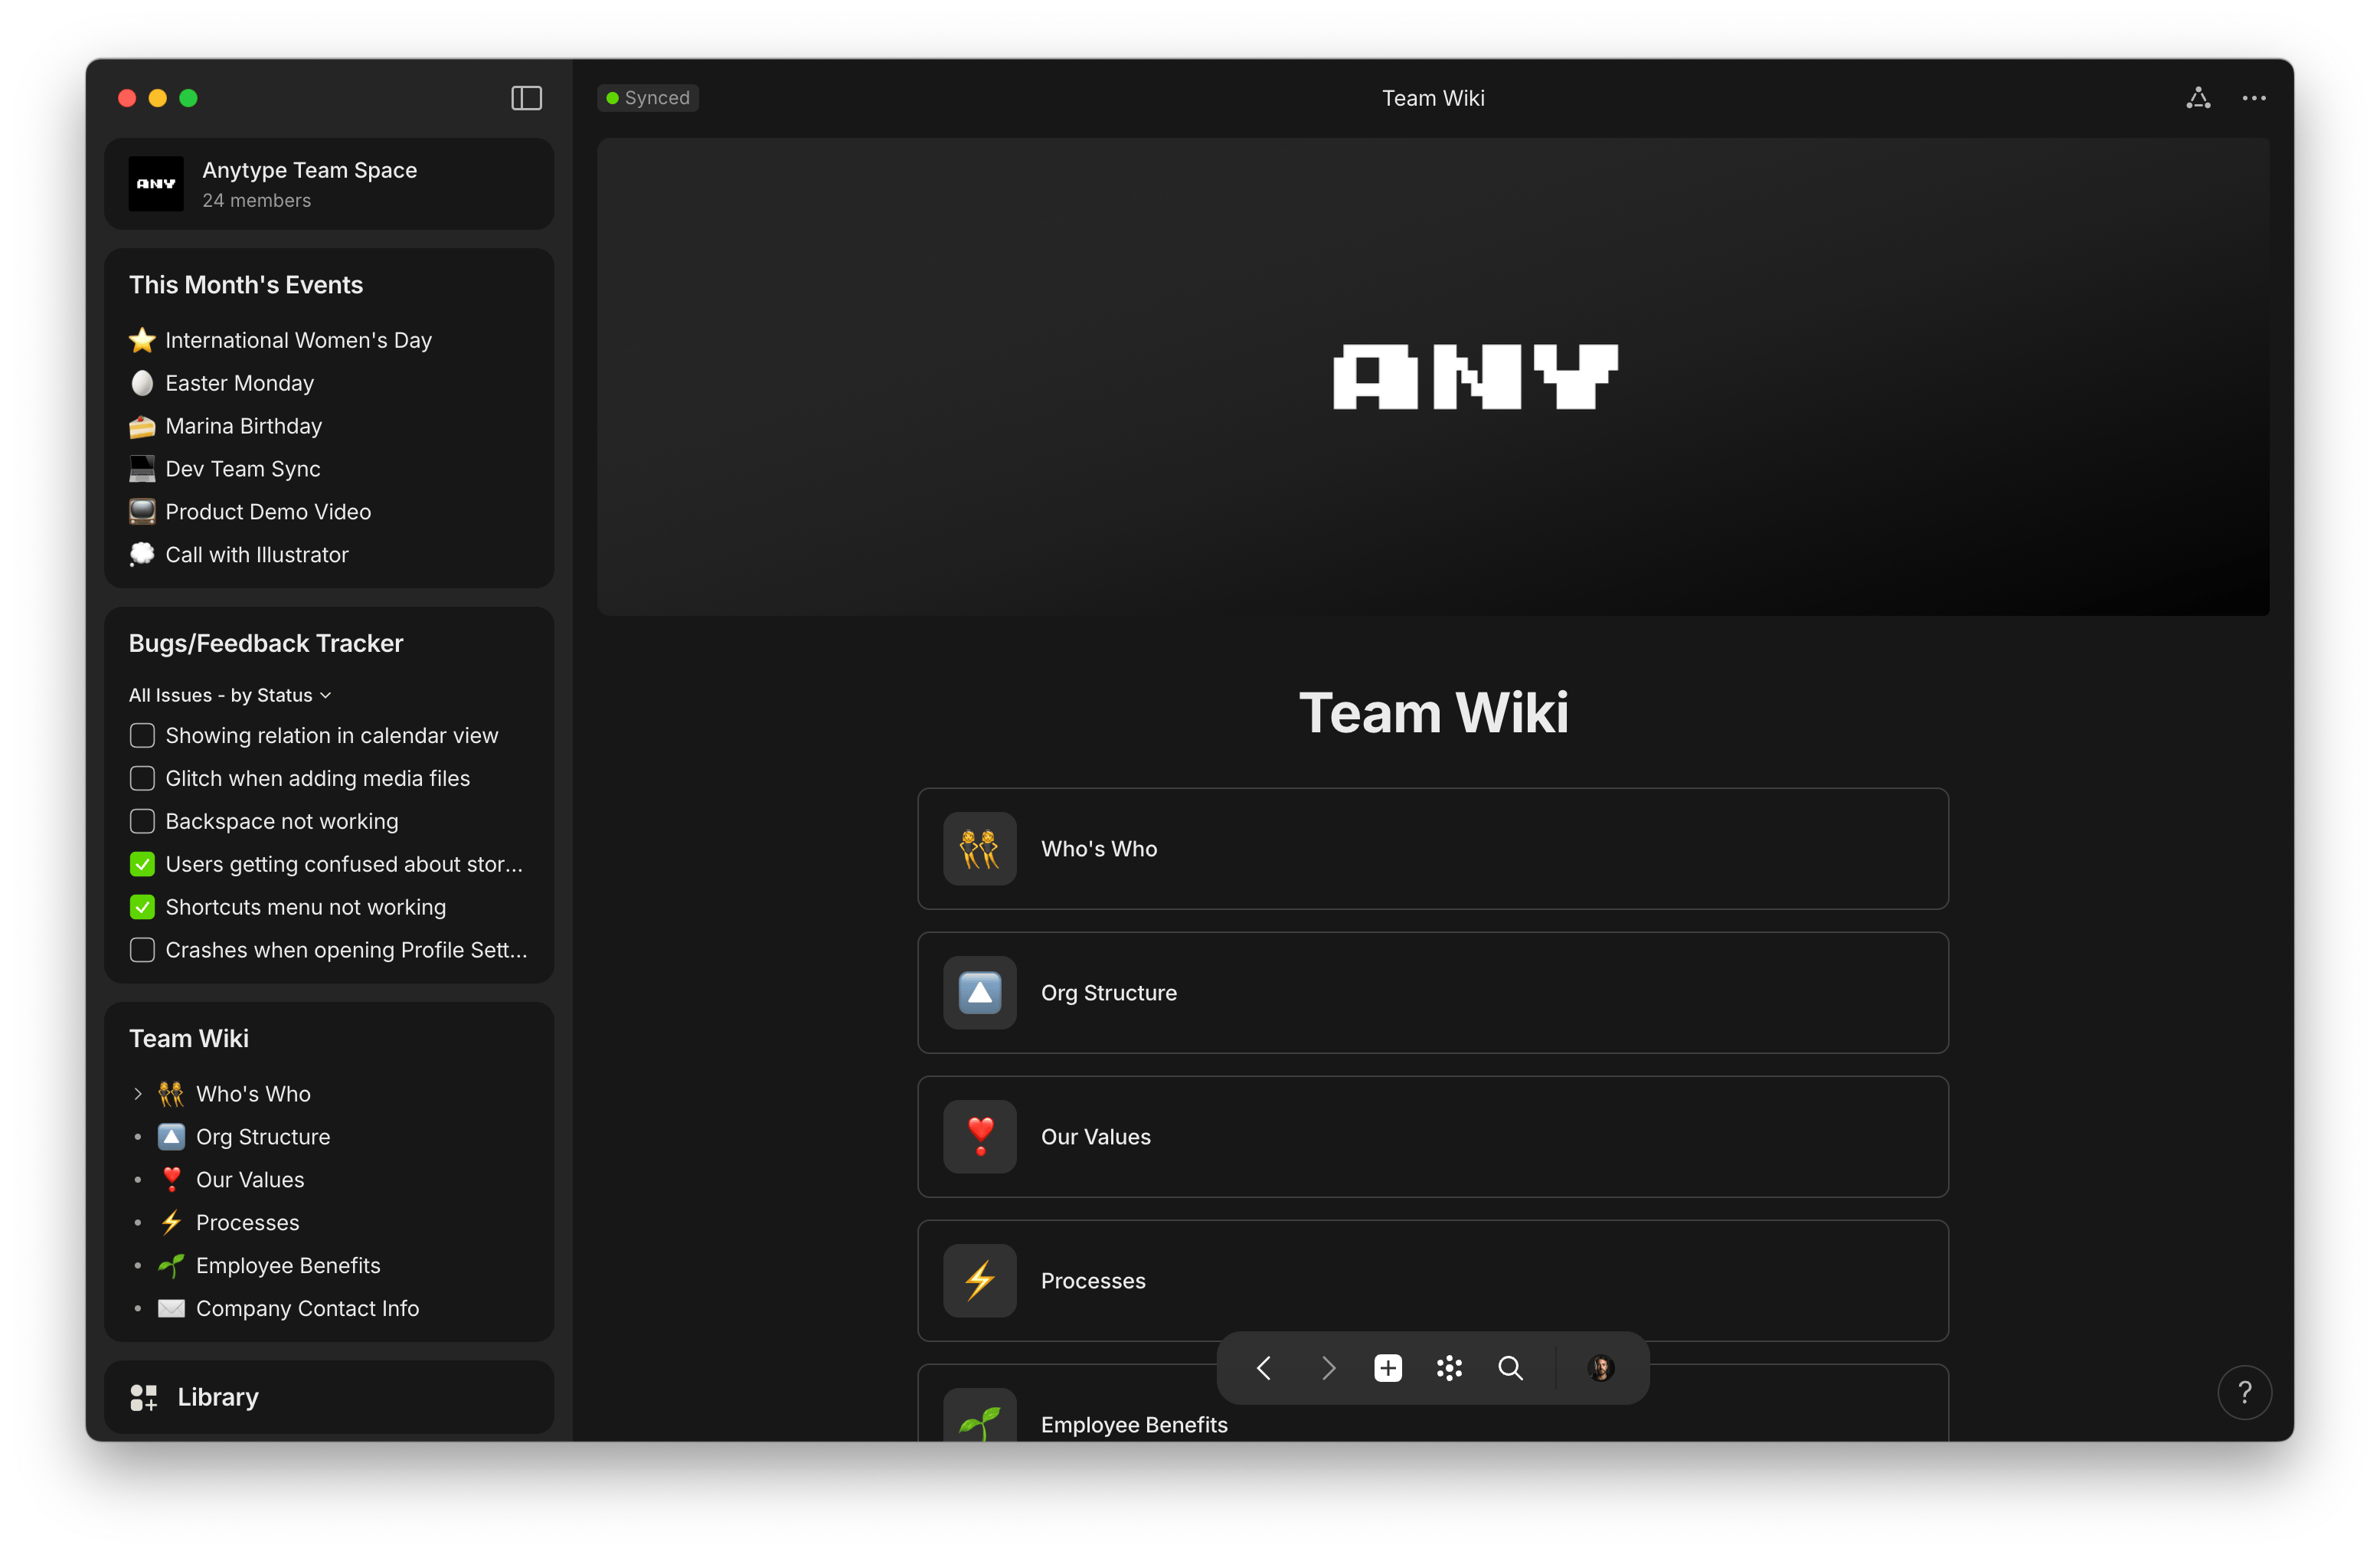 Synced
Team Wiki
ANY
Anytype Team Space
24 members
This Month's Events
International Women's Day
Easter Monday
Marina Birthday
Dev Team Sync
Product Demo Video
Call with Illustrator
Bugs/Feedback Tracker
All Issues - by Status
Showing relation in calendar view
Glitch when adding media files
Backspace not working
Users getting confused about stor...
Shortcuts menu not working
Crashes when opening Profile Sett...
Team Wiki
Who's Who
Org Structure
Our Values
Processes
Employee Benefits
Company Contact Info
Library
ANY
Team Wiki
Who's Who
Org Structure
Our Values
Processes
Employee Benefits
?